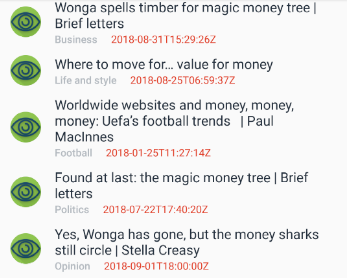 Wonga spells timber for magic money tree |
Brief letters
Business 2018-08-31T15:29:26Z
Where to move for… value for money
Life and style 2018-08-25T06:59:37Z
Worldwide websites and money, money,
money: Uefa’s football trends | Paul
MacInnes
Football 2018-01-25T11:27:14Z
Found at last: the magic money tree | Brief
letters
Politics 2018-07-22T17:40:20Z
Yes, Wonga has gone, but the money sharks
still circle | Stella Creasy
Opinion 2018-09-01T18:00:00Z